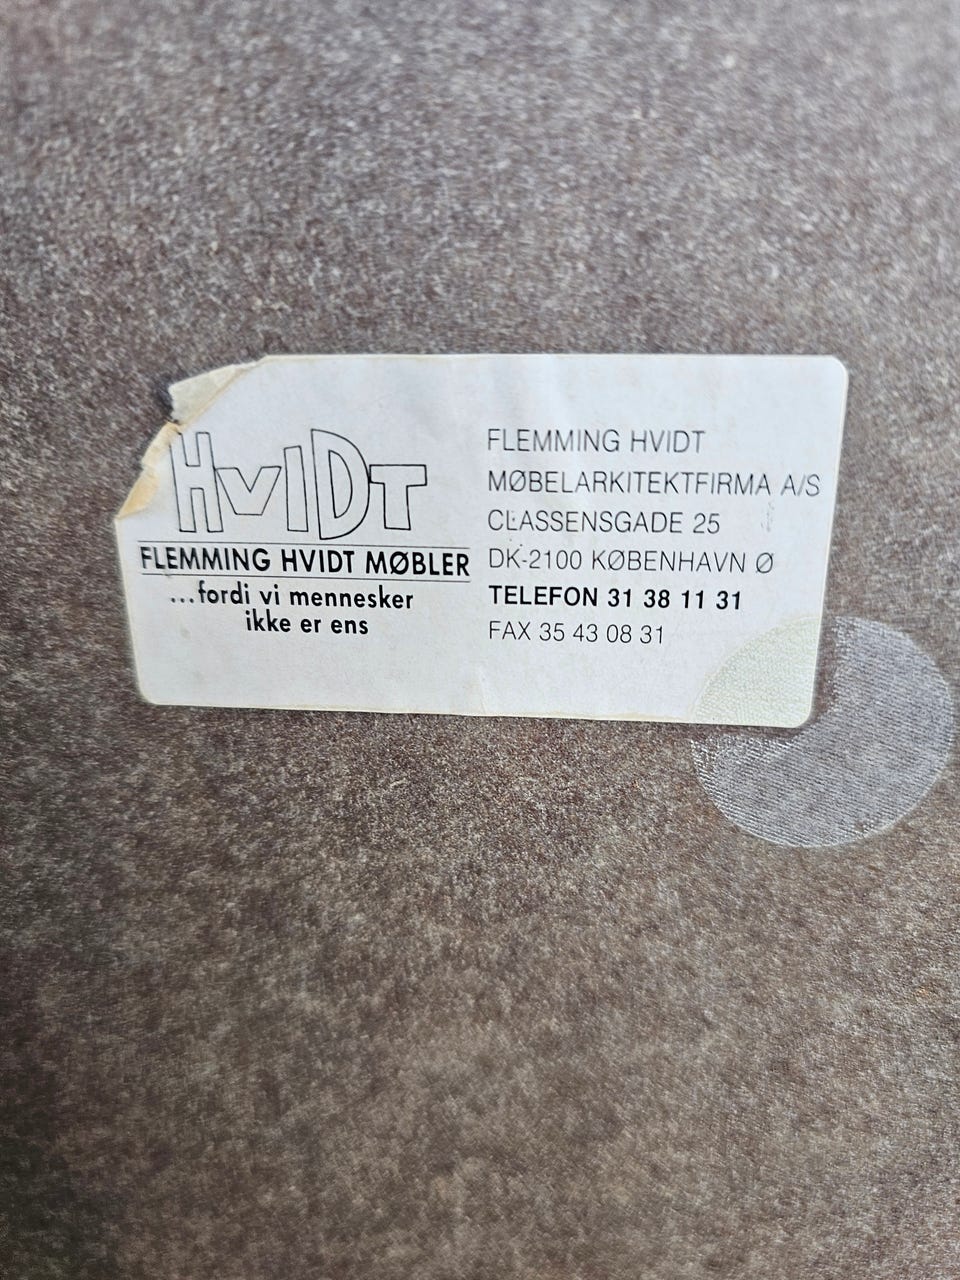 HVIDT
FLEMMING HVIDT MØBLER
...fordi vi mennesker
ikke er ens
FLEMMING HVIDT
MØBELARKITEKTFIRMA A/S
CLASSENSGADE 25
DK-2100 KØBENHAVN Ø
TELEFON 31 38 11 31
FAX 35 43 08 31